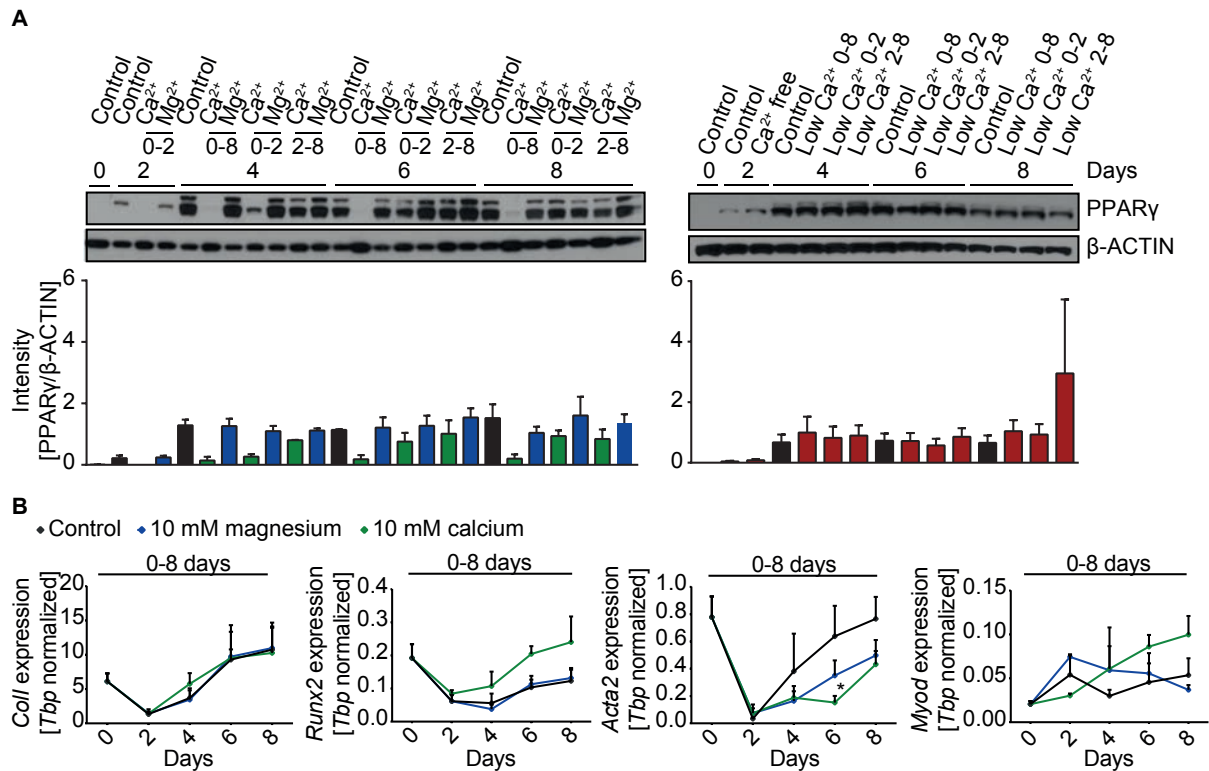 A
Control Control Ca²⁺ Mg²⁺ Control Ca²⁺ Mg²⁺ Ca²⁺ Mg²⁺ Ca²⁺ Mg²⁺ Control Ca²⁺ Mg²⁺ Ca²⁺ Mg²⁺ Ca²⁺ Mg²⁺ Control Ca²⁺ Mg²⁺ Ca²⁺ Mg²⁺ Ca²⁺ Mg²⁺
0-2 0-8 0-2 2-8 0-8 0-2 2-8 0-8 0-2 2-8
0 2 4 6 8
Control Control Ca²⁺ free Control Low Ca²⁺ 0-8 Low Ca²⁺ 0-2 Low Ca²⁺ 2-8 Control Low Ca²⁺ 0-8 Low Ca²⁺ 0-2 Low Ca²⁺ 2-8 Control Low Ca²⁺ 0-8 Low Ca²⁺ 0-2 Low Ca²⁺ 2-8
0 2 4 6 8 Days
PPARγ
β-ACTIN
Intensity
[PPARγ/β-ACTIN]
6
4
2
0
6
4
2
0
B
Control 10 mM magnesium 10 mM calcium
0-8 days
ColI expression
[Tbp normalized]
20
15
10
5
0
0 2 4 6 8
Days
0-8 days
Runx2 expression
[Tbp normalized]
0.4
0.3
0.2
0.1
0.0
0 2 4 6 8
Days
0-8 days
Acta2 expression
[Tbp normalized]
1.0
0.8
0.6
0.4
0.2
0.0
*
0 2 4 6 8
Days
0-8 days
Myod expression
[Tbp normalized]
0.15
0.10
0.05
0.00
0 2 4 6 8
Days